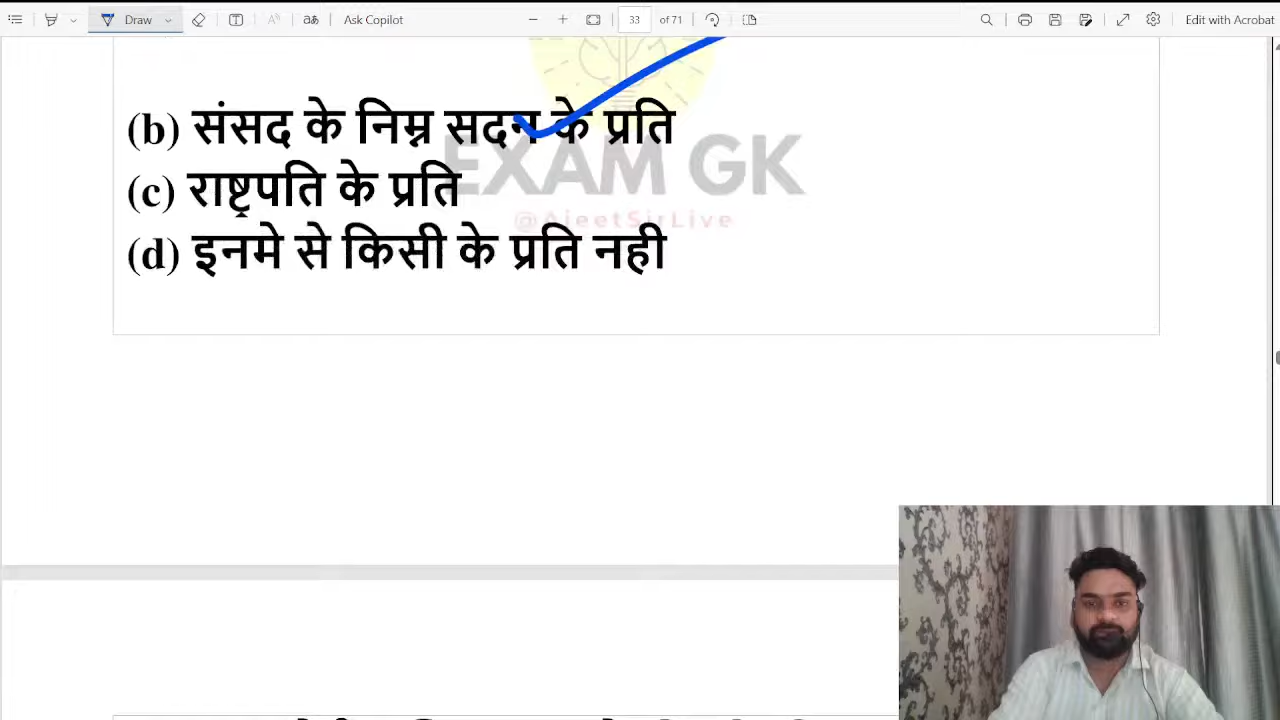 Draw
Ask Copilot
33 of 71
Edit with Acrobat
(b) संसद के निम्न सदन के प्रति
(c) राष्ट्रपति के प्रति
(d) इनमे से किसी के प्रति नही
EXAM GK
@AjeetSirLive